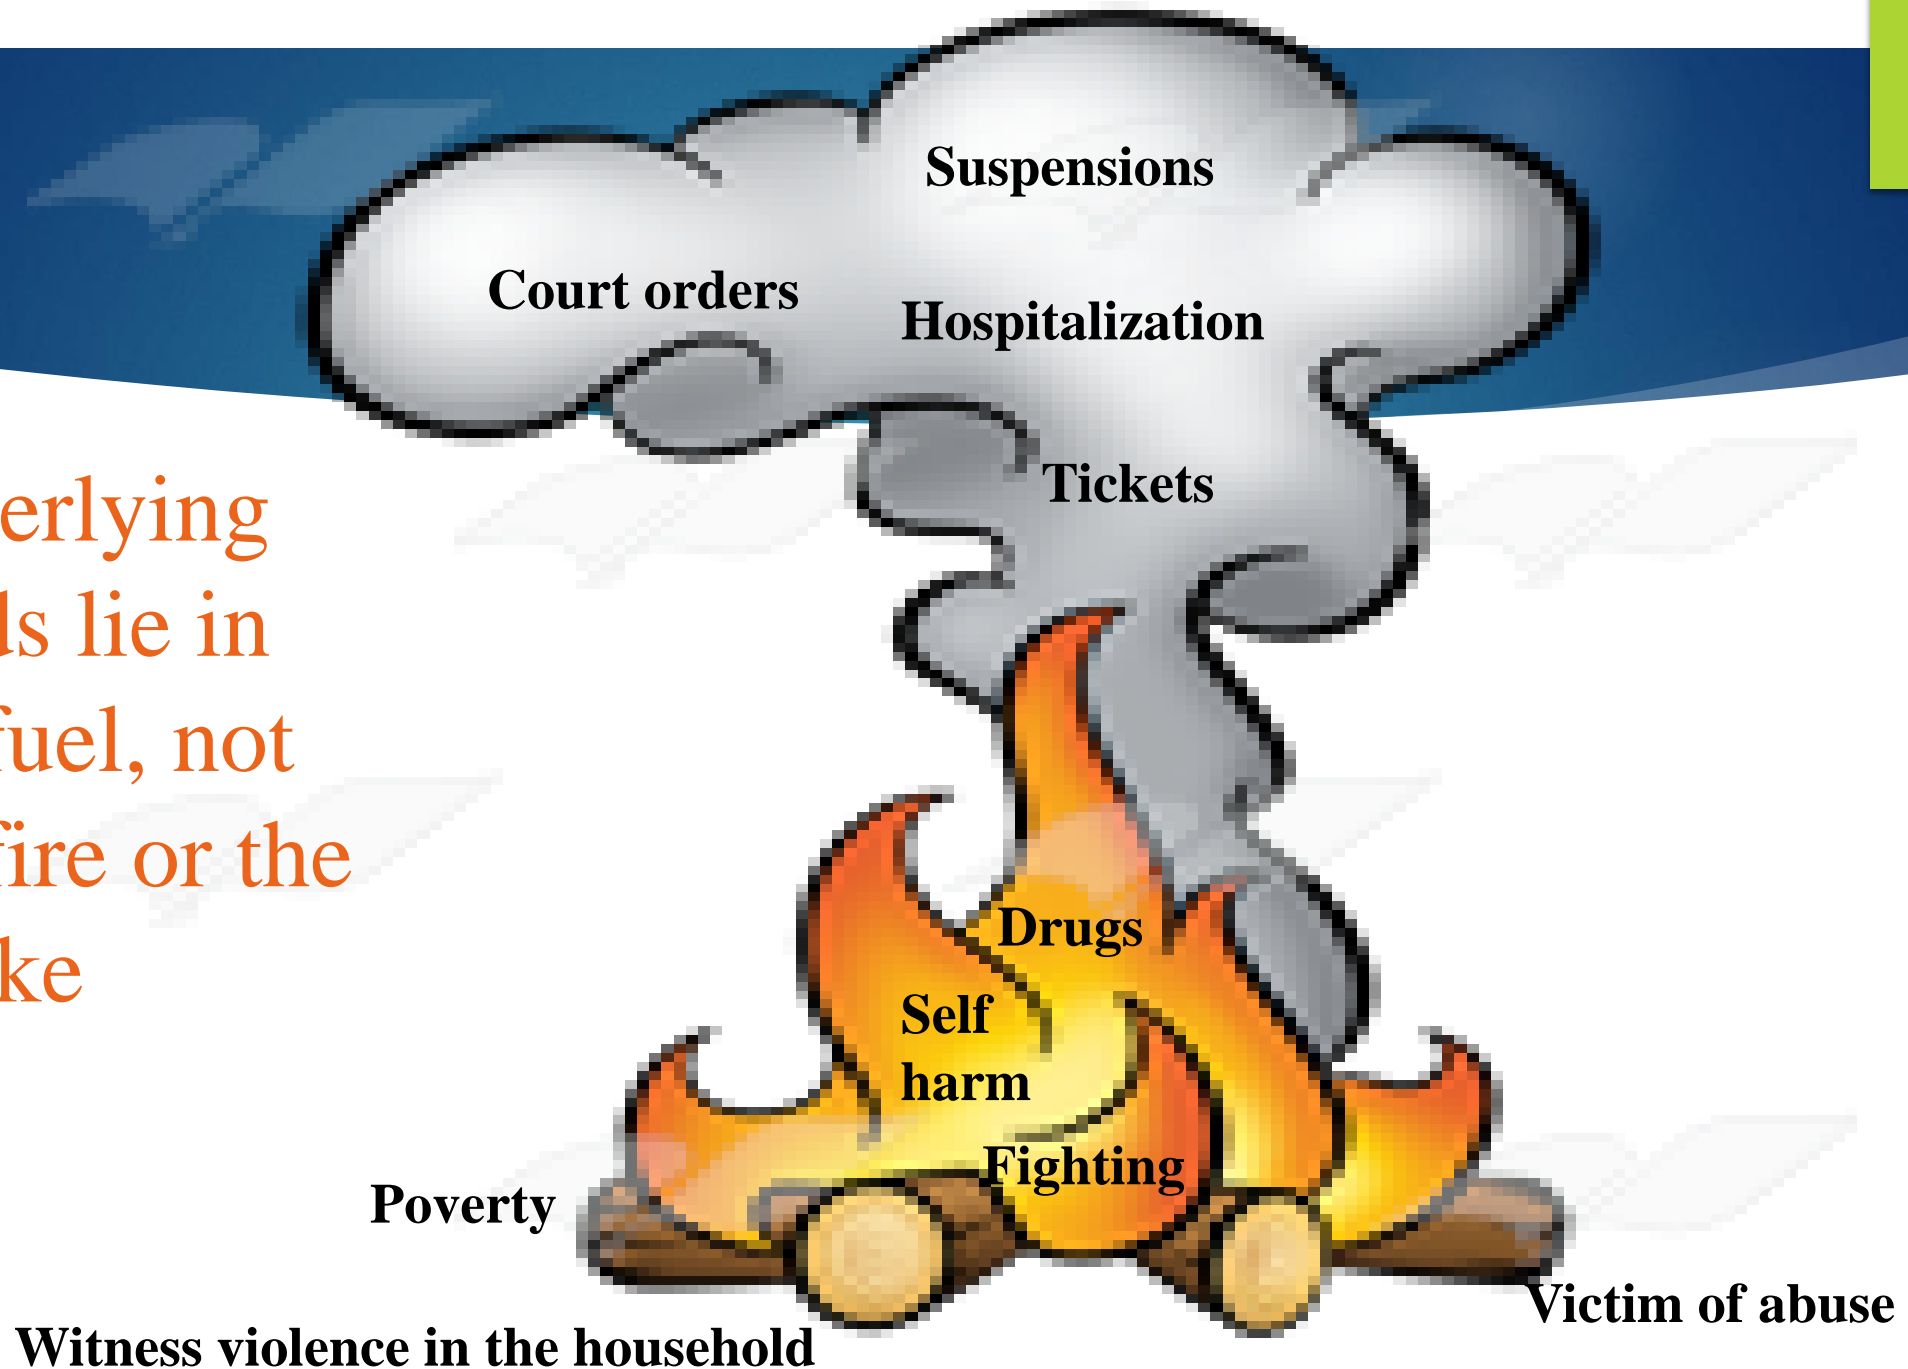 Suspensions
Court orders
Hospitalization
Tickets
erlying
ls lie in
fuel, not
fire or the
ke
Drugs
Self
harm
Fighting
Poverty
Victim of abuse
Witness violence in the household